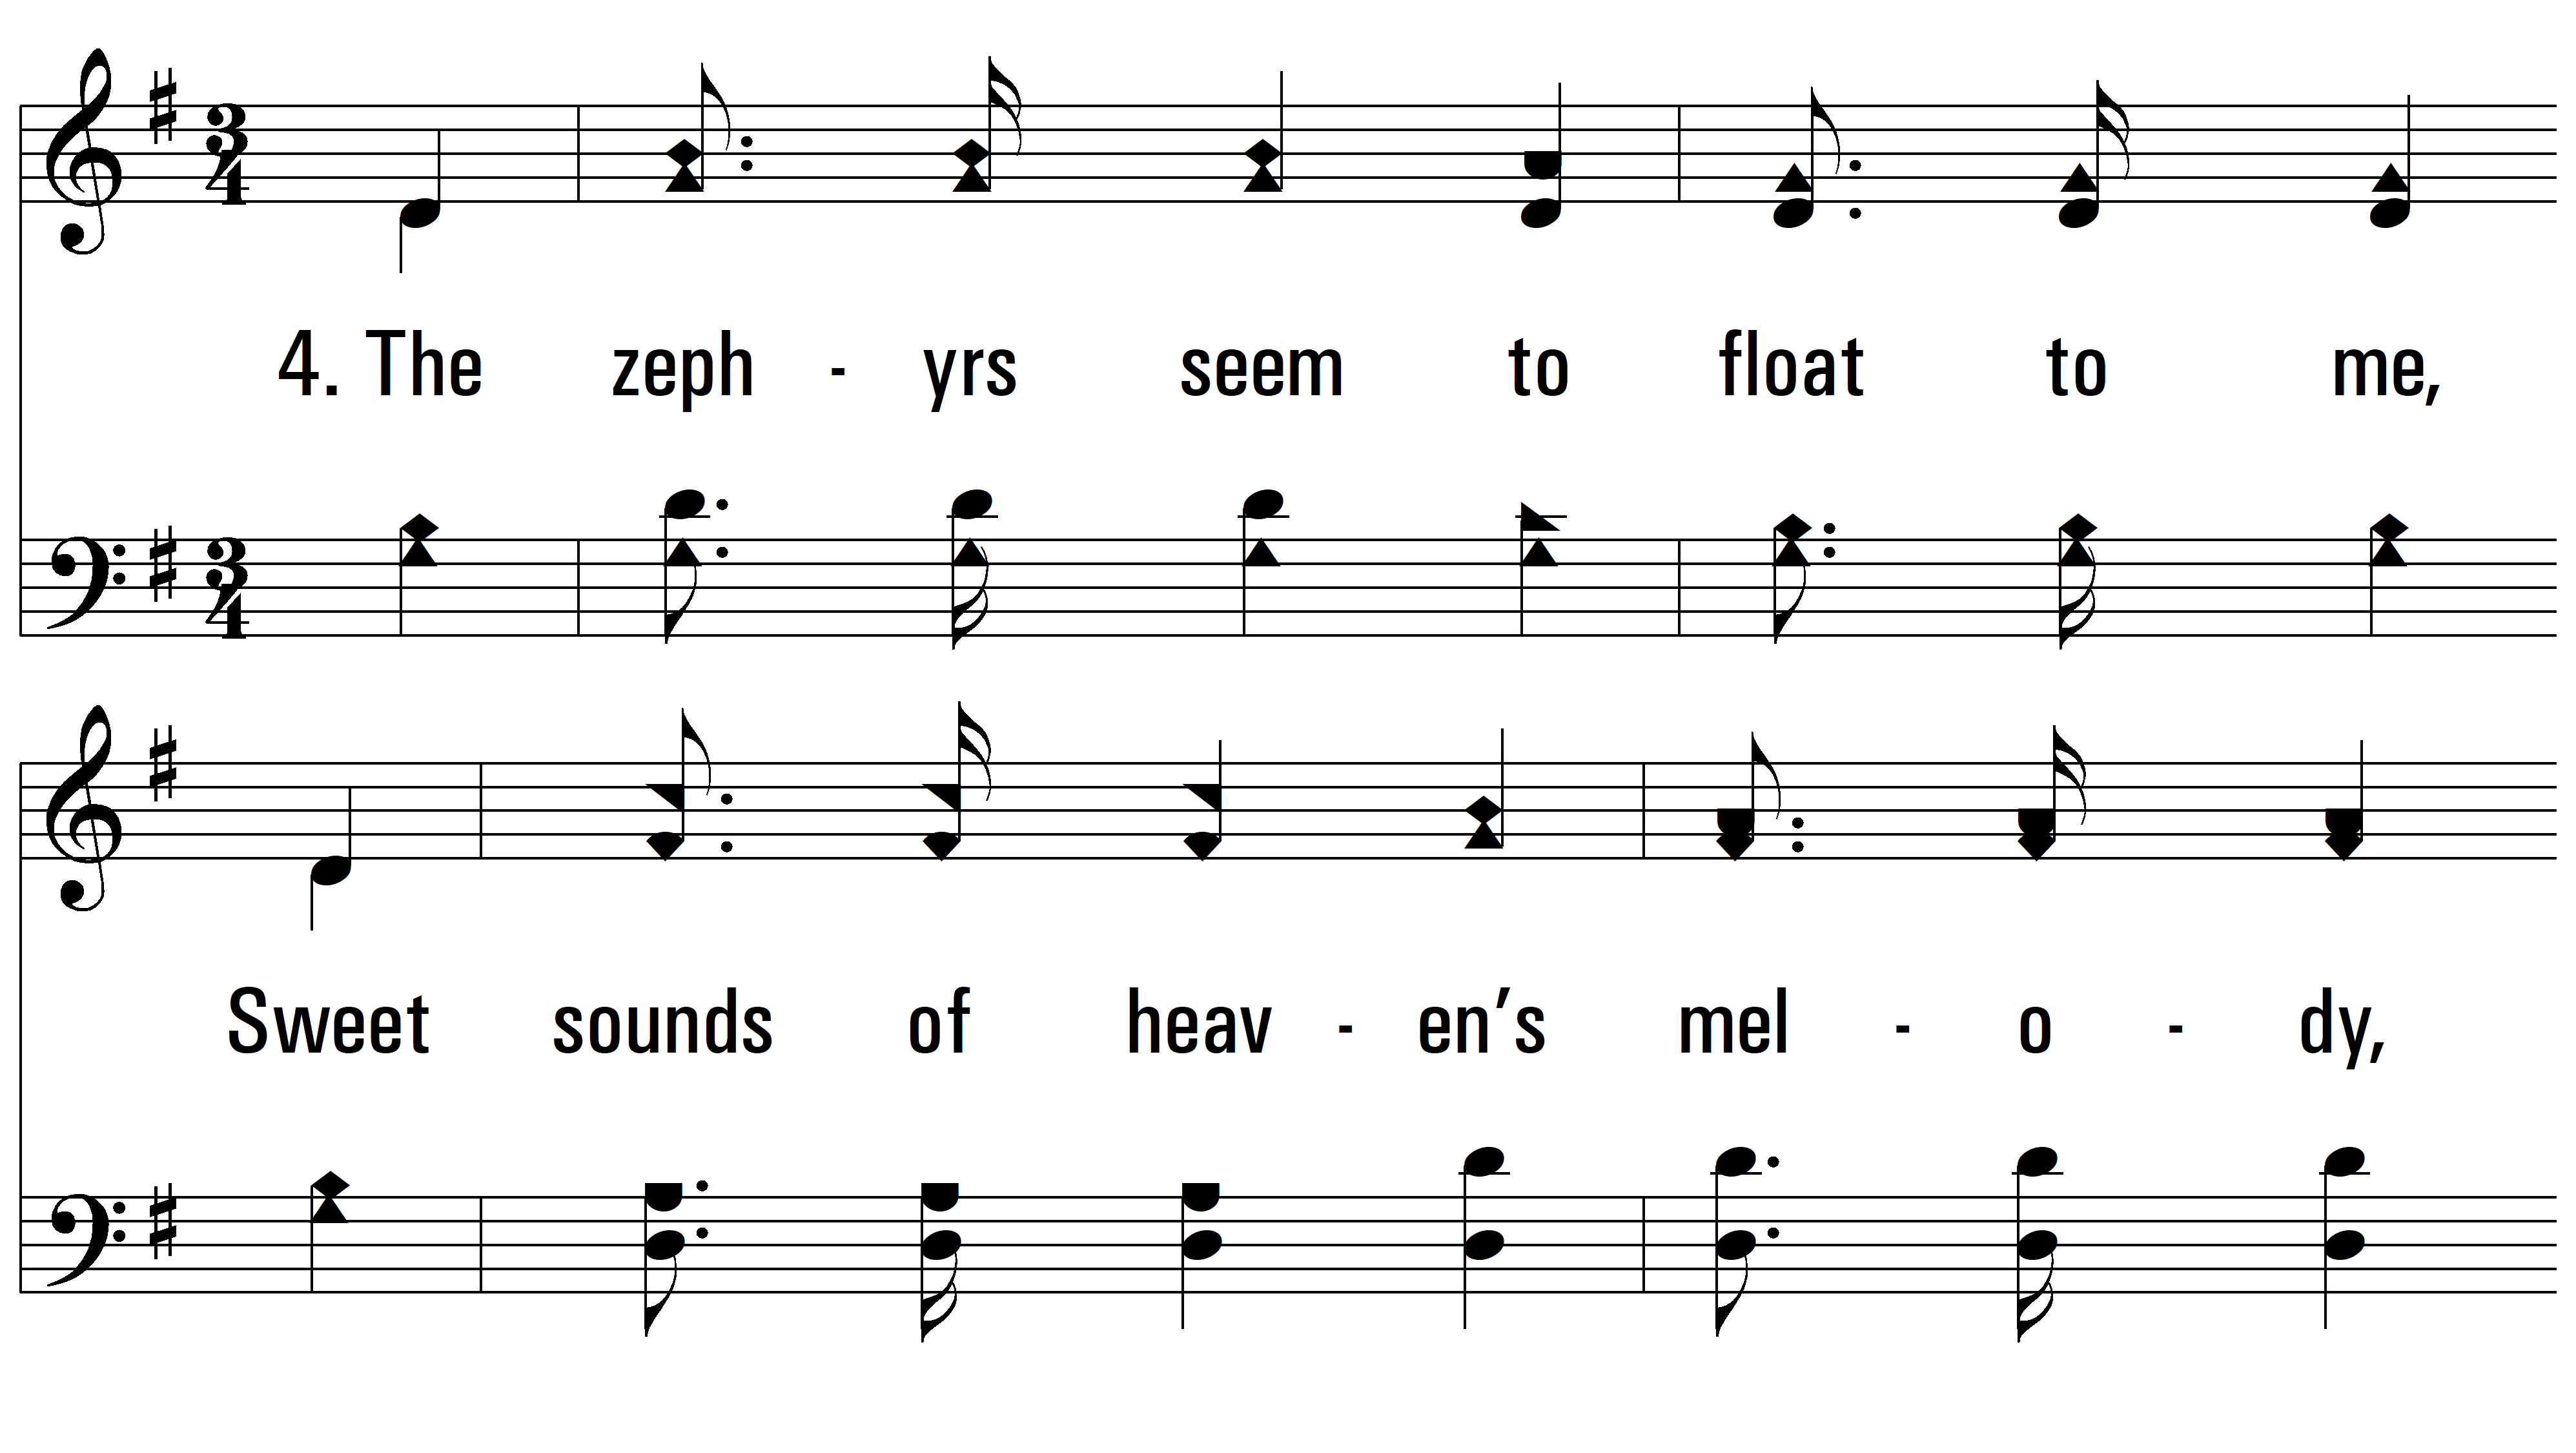 4. The zeph - yrs seem to float to me,
Sweet sounds of heav - en’s mel - o - dy,